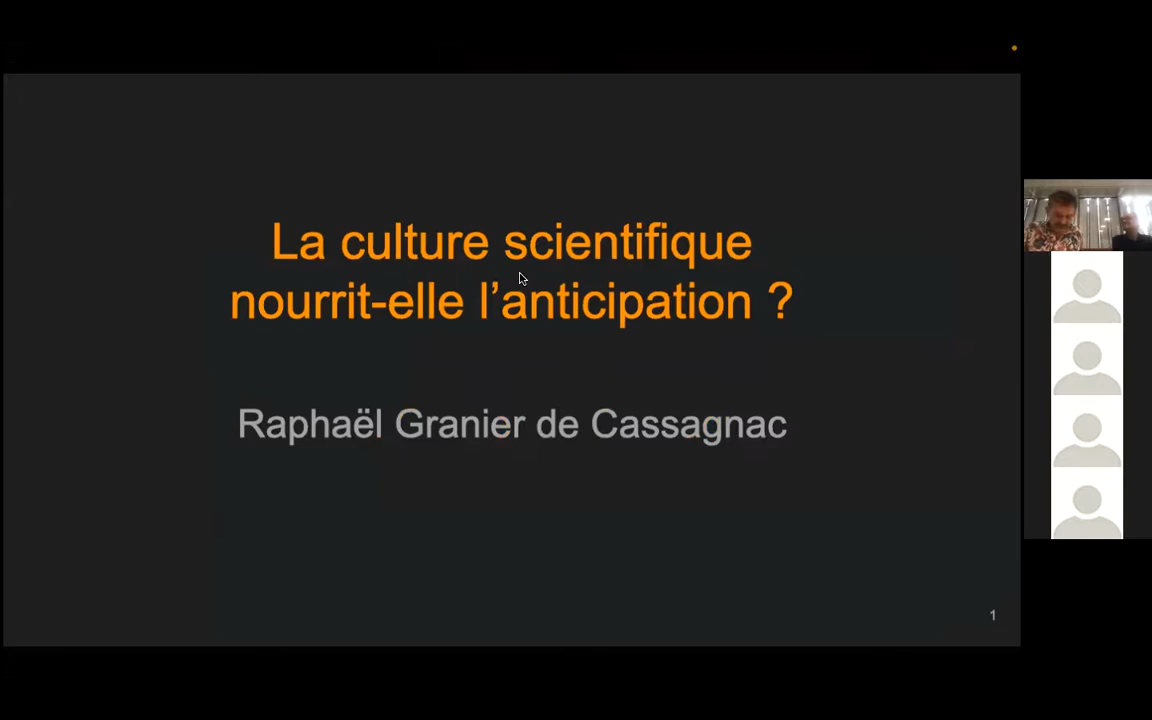 La culture scientifique
nourrit-elle l’anticipation ?
Raphaël Granier de Cassagnac
1